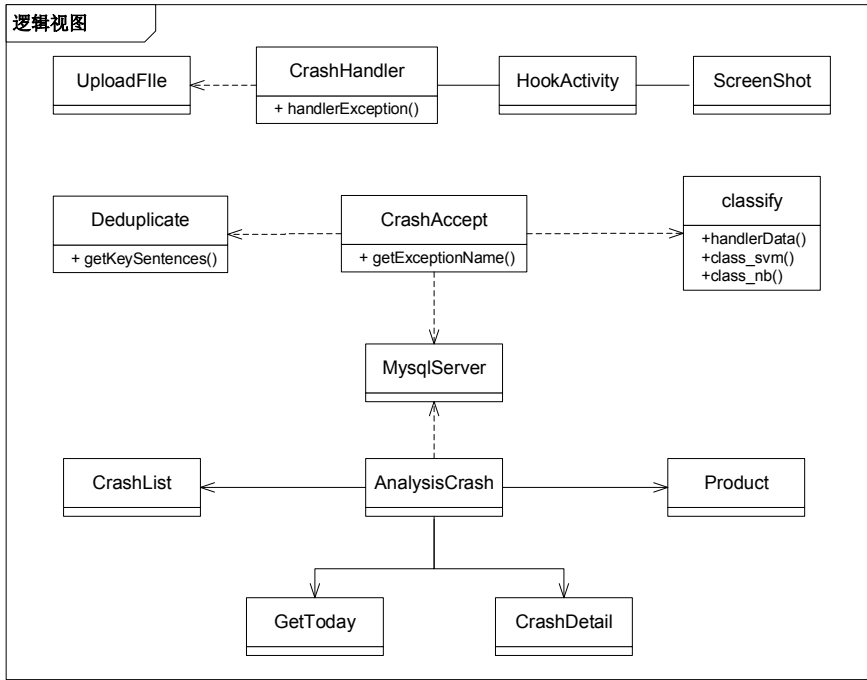 逻辑视图
UploadFIle
CrashHandler
+ handlerException()
HookActivity
ScreenShot
Deduplicate
+ getKeySentences()
CrashAccept
+ getExceptionName()
classify
+handlerData()
+class_svm()
+class_nb()
MysqlServer
CrashList
AnalysisCrash
Product
GetToday
CrashDetail